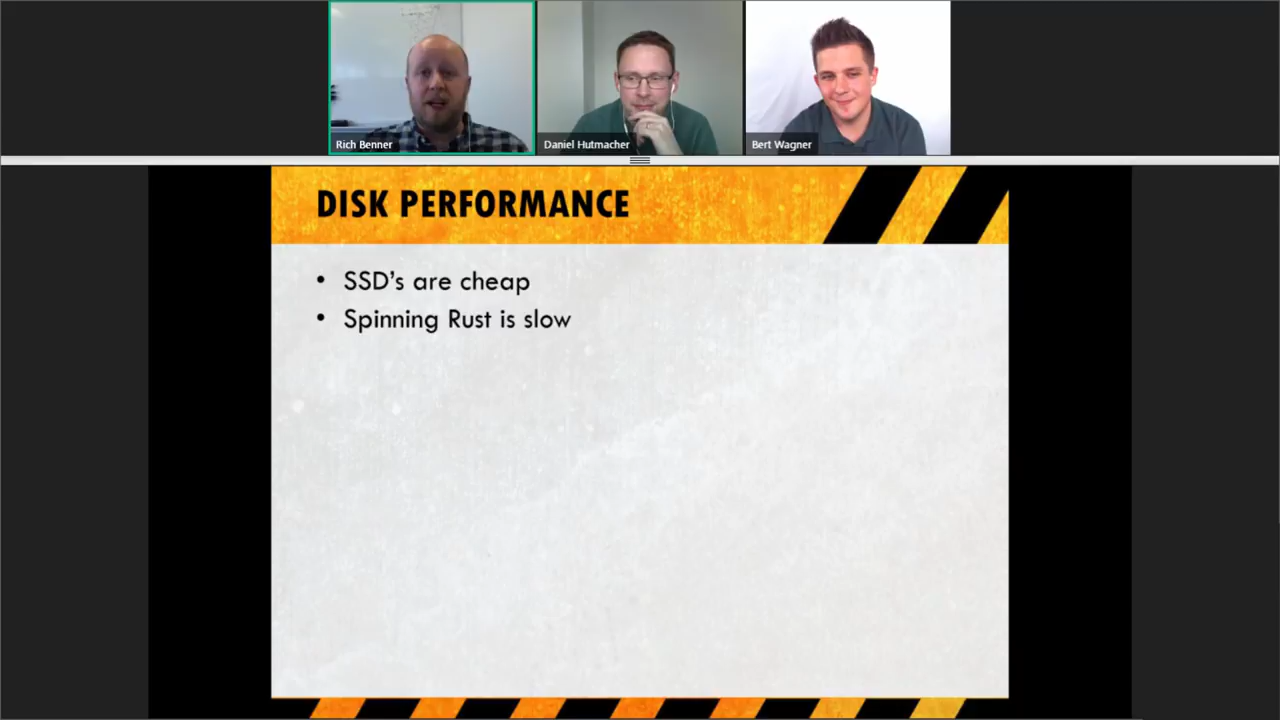 Rich Benner
Daniel Hutmacher
Bert Wagner
DISK PERFORMANCE
• SSD's are cheap
• Spinning Rust is slow